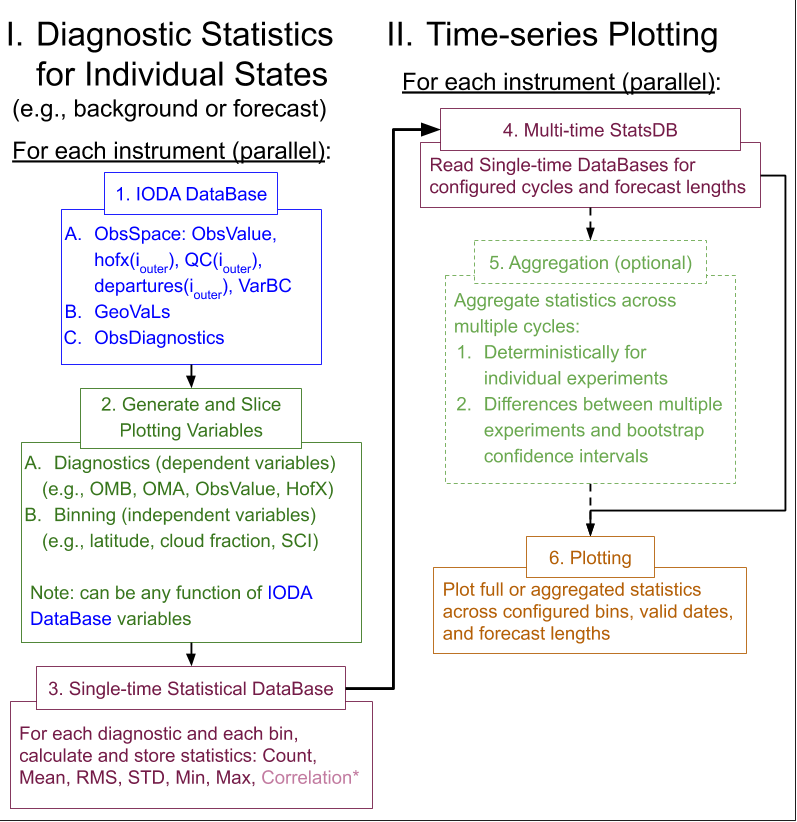 I. Diagnostic Statistics
for Individual States
(e.g., background or forecast)
For each instrument (parallel):
1. IODA DataBase
A. ObsSpace: ObsValue,
hofx(i_outer), QC(i_outer),
departures(i_outer), VarBC
B. GeoVaLs
C. ObsDiagnostics
2. Generate and Slice
Plotting Variables
A. Diagnostics (dependent variables)
(e.g., OMB, OMA, ObsValue, HofX)
B. Binning (independent variables)
(e.g., latitude, cloud fraction, SCI)
Note: can be any function of IODA
DataBase variables
3. Single-time Statistical DataBase
For each diagnostic and each bin,
calculate and store statistics: Count,
Mean, RMS, STD, Min, Max, Correlation*
II. Time-series Plotting
For each instrument (parallel):
4. Multi-time StatsDB
Read Single-time DataBases for
configured cycles and forecast lengths
5. Aggregation (optional)
Aggregate statistics across
multiple cycles:
1. Deterministically for
individual experiments
2. Differences between multiple
experiments and bootstrap
confidence intervals
6. Plotting
Plot full or aggregated statistics
across configured bins, valid dates,
and forecast lengths